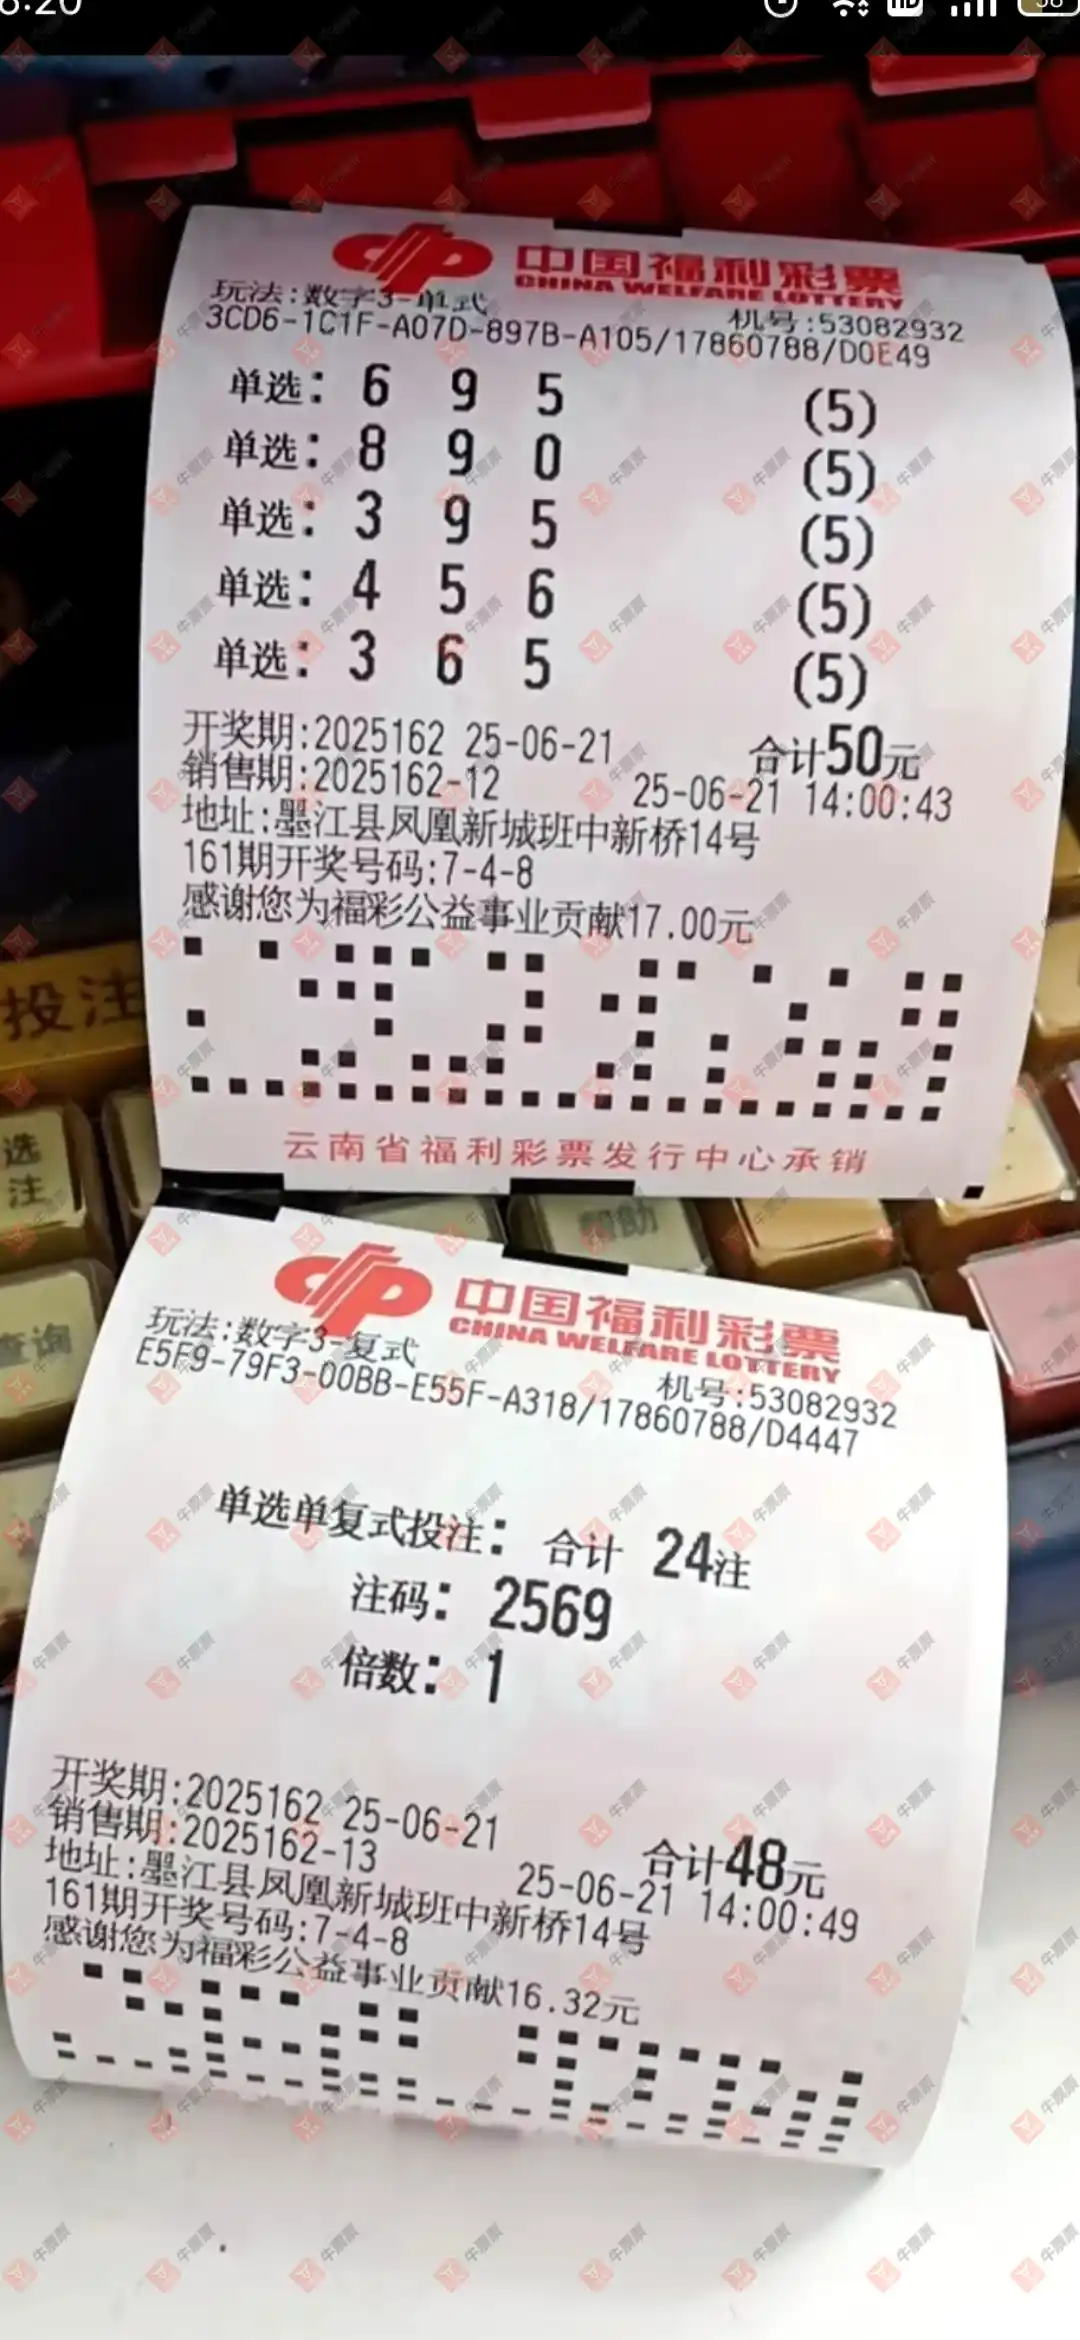 中国福利彩票
CHINA WELFARE LOTTERY
玩法:数字3-单式
机号:53082932
3CD6-1C1F-A07D-897B-A105/17860788/D0E49
单选: 6 9 5 (5)
单选: 8 9 0 (5)
单选: 3 9 5 (5)
单选: 4 5 6 (5)
单选: 3 6 5 (5)
开奖期:2025162 25-06-21 合计50元
销售期:2025162-12 25-06-21 14:00:43
地址:墨江县凤凰新城班中新桥14号
161期开奖号码:7-4-8
感谢您为福彩公益事业贡献17.00元
云南省福利彩票发行中心承销
投注
选
注
帮助
查询
中国福利彩票
CHINA WELFARE LOTTERY
玩法:数字3-复式
机号:53082932
E5F9-79F3-00BB-E55F-A318/17860788/D4447
单选单复式投注: 合计 24注
注码: 2569
倍数: 1
开奖期:2025162 25-06-21 合计48元
销售期:2025162-13 25-06-21 14:00:49
地址:墨江县凤凰新城班中新桥14号
161期开奖号码:7-4-8
感谢您为福彩公益事业贡献16.32元
牛票票